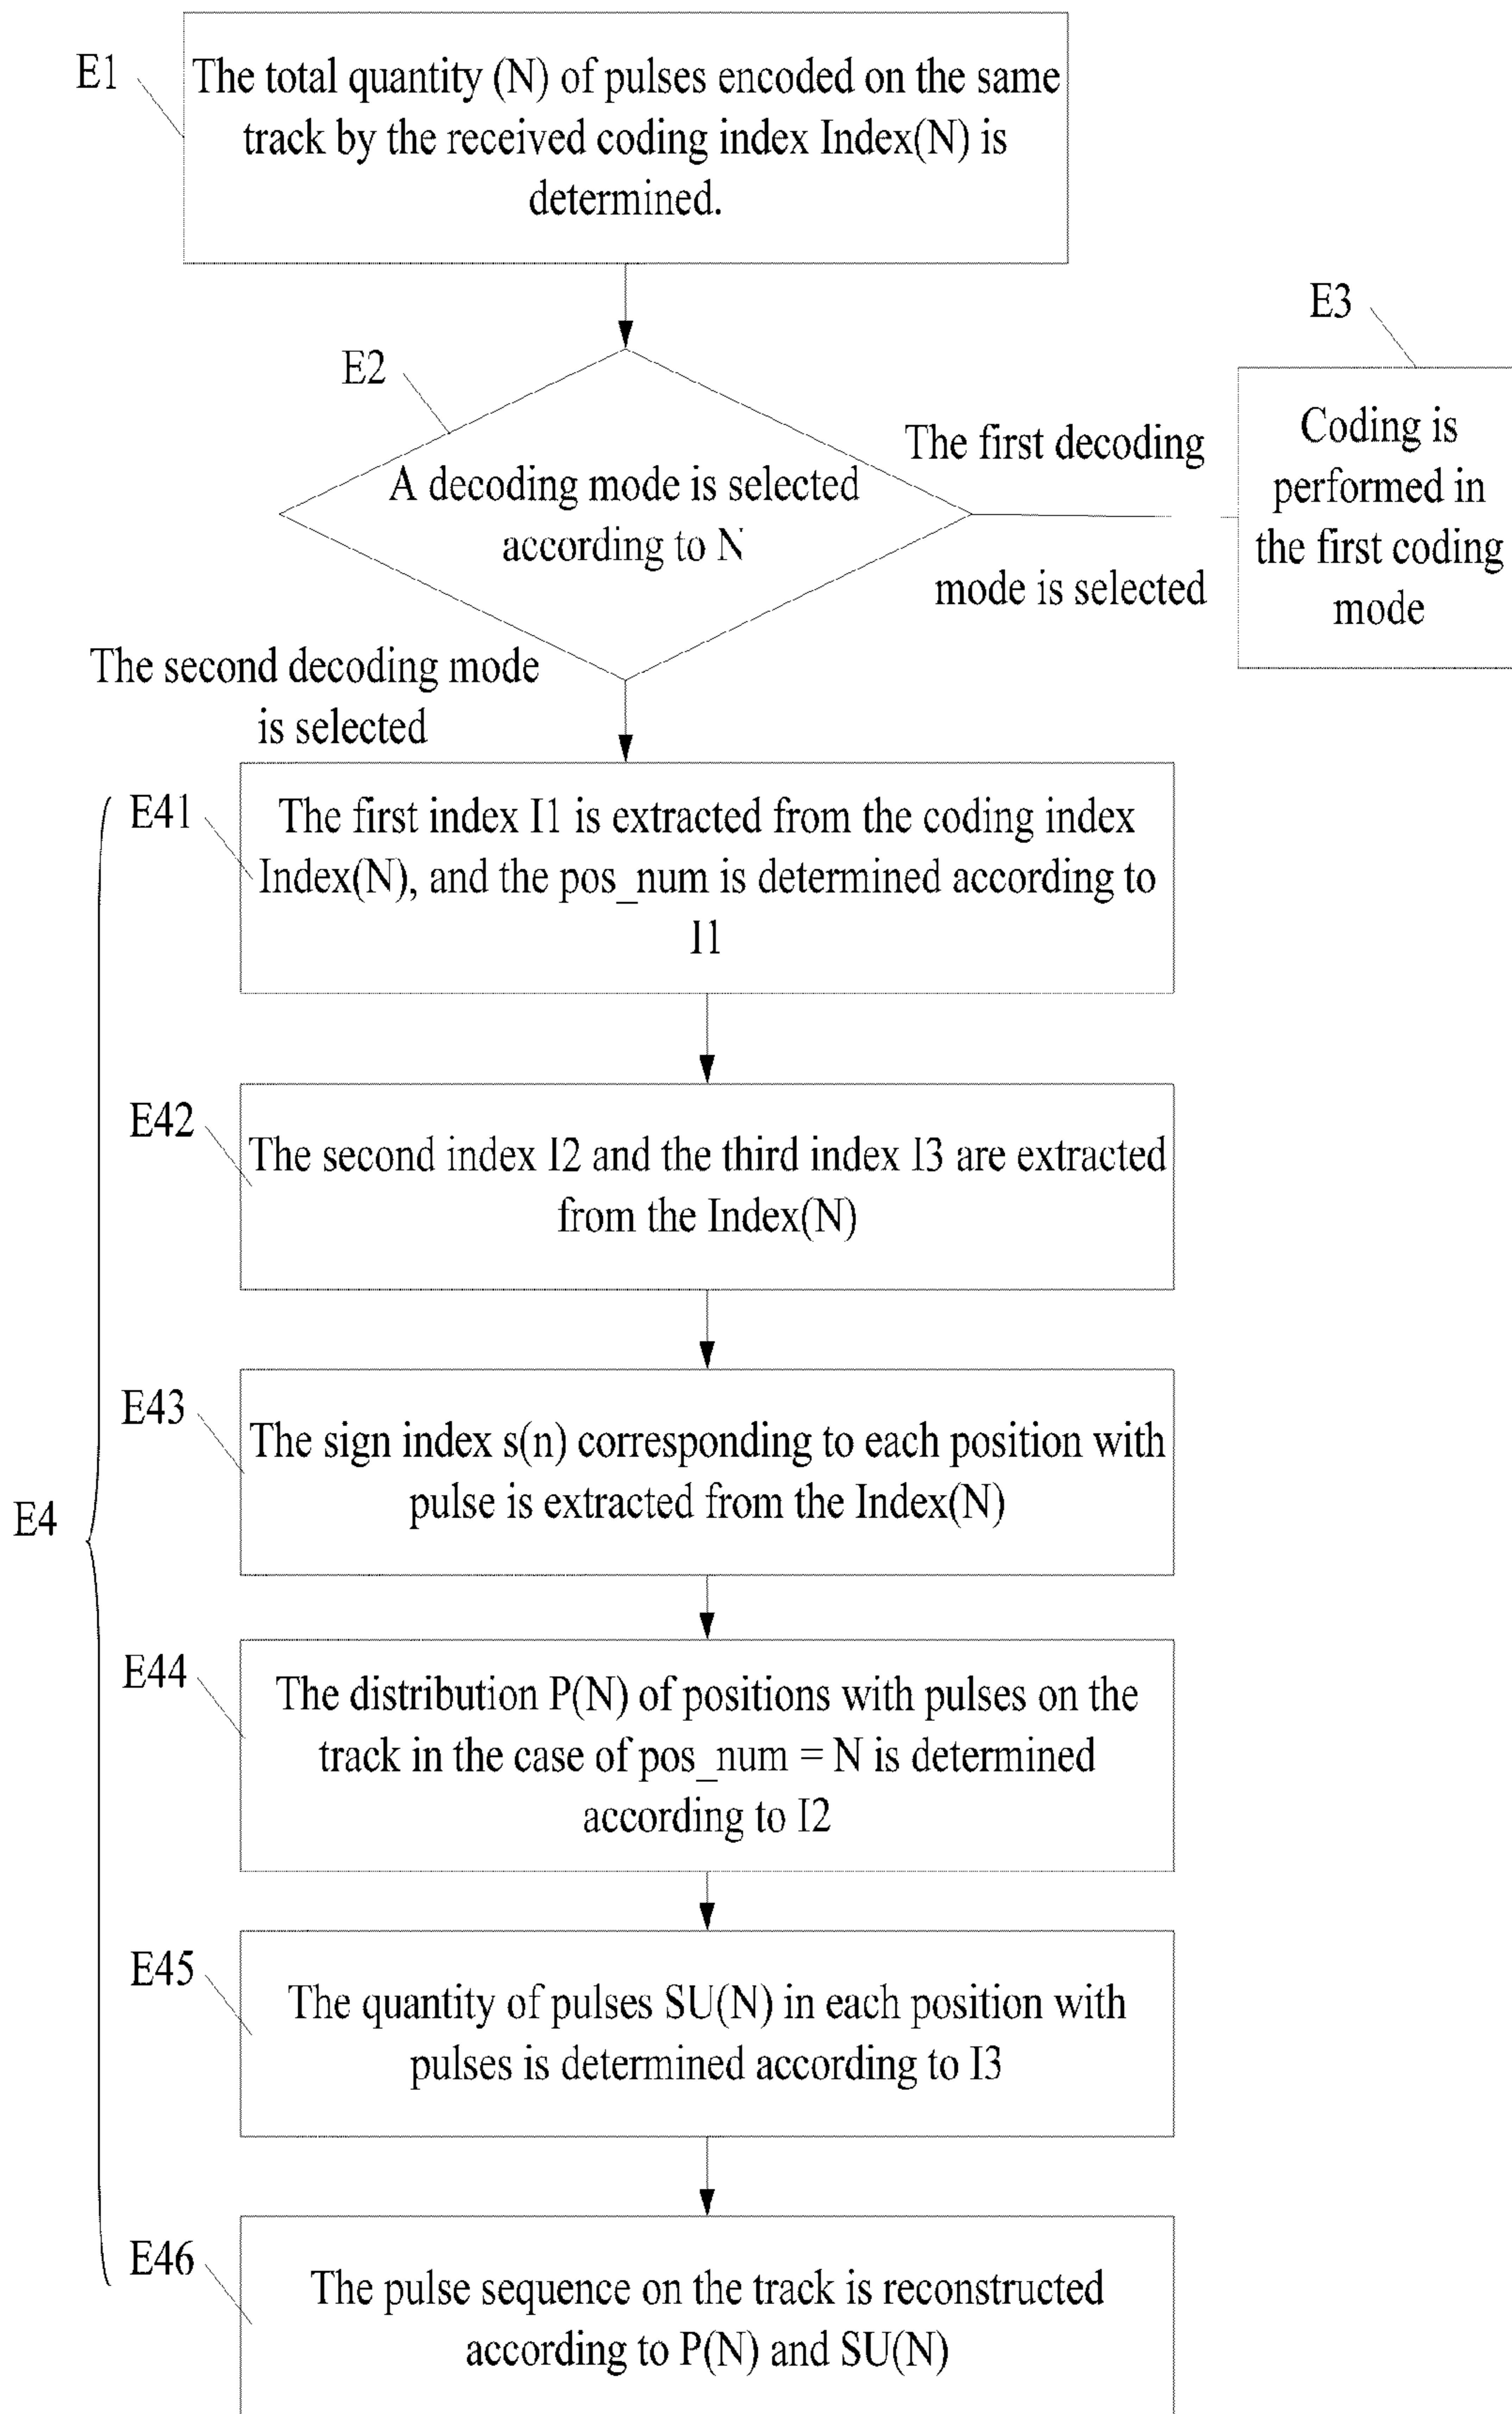 E1
The total quantity (N) of pulses encoded on the same
track by the received coding index Index(N) is
determined.
E2
A decoding mode is selected
according to N
The first decoding
mode is selected
E3
Coding is
performed in
the first coding
mode
The second decoding mode
is selected
E4
E41
The first index I1 is extracted from the coding index
Index(N), and the pos_num is determined according to
I1
E42
The second index I2 and the third index I3 are extracted
from the Index(N)
E43
The sign index s(n) corresponding to each position with
pulse is extracted from the Index(N)
E44
The distribution P(N) of positions with pulses on the
track in the case of pos_num = N is determined
according to I2
E45
The quantity of pulses SU(N) in each position with
pulses is determined according to I3
E46
The pulse sequence on the track is reconstructed
according to P(N) and SU(N)